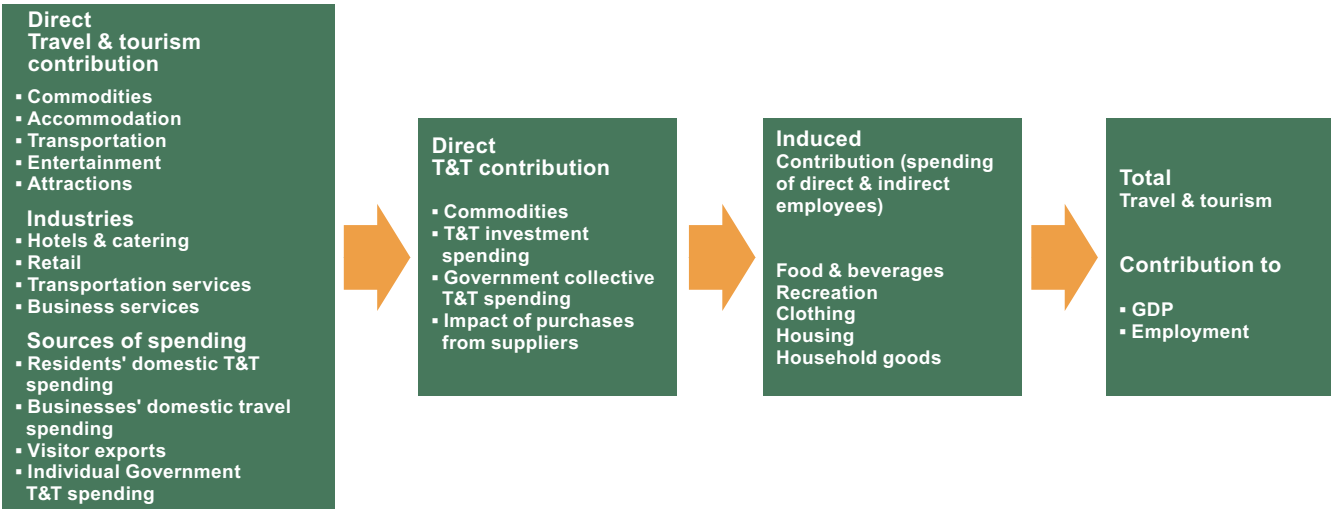 Direct
Travel & tourism
contribution
▪ Commodities
▪ Accommodation
▪ Transportation
▪ Entertainment
▪ Attractions
Industries
▪ Hotels & catering
▪ Retail
▪ Transportation services
▪ Business services
Sources of spending
▪ Residents' domestic T&T
spending
▪ Businesses' domestic travel
spending
▪ Visitor exports
▪ Individual Government
T&T spending
Direct
T&T contribution
▪ Commodities
▪ T&T investment
spending
▪ Government collective
T&T spending
▪ Impact of purchases
from suppliers
Induced
Contribution (spending
of direct & indirect
employees)
Food & beverages
Recreation
Clothing
Housing
Household goods
Total
Travel & tourism
Contribution to
▪ GDP
▪ Employment